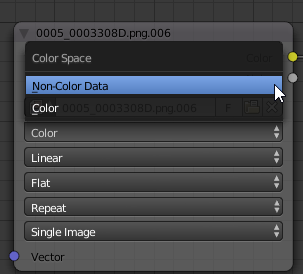 0005_0003308D.png.006
Color Space
Color
Non-Color Data
0005_0003308D.png.006
F
Color
Color
Linear
Flat
Repeat
Single Image
Vector